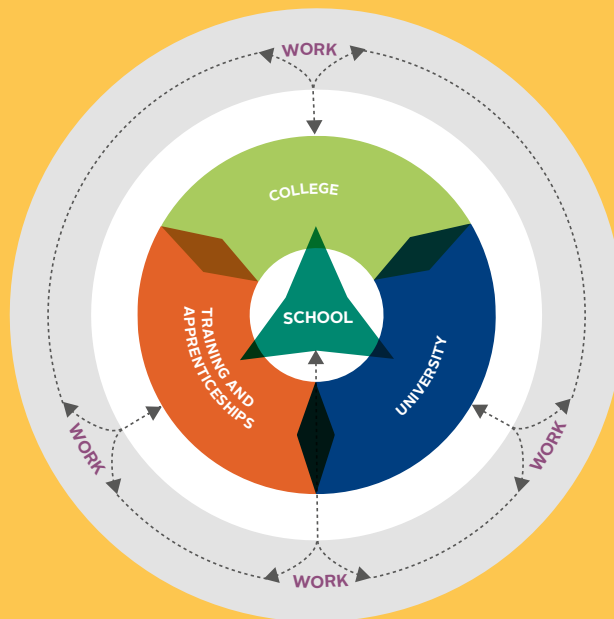 WORK
COLLEGE
SCHOOL
TRAINING AND
APPRENTICESHIPS
UNIVERSITY
WORK
WORK
WORK